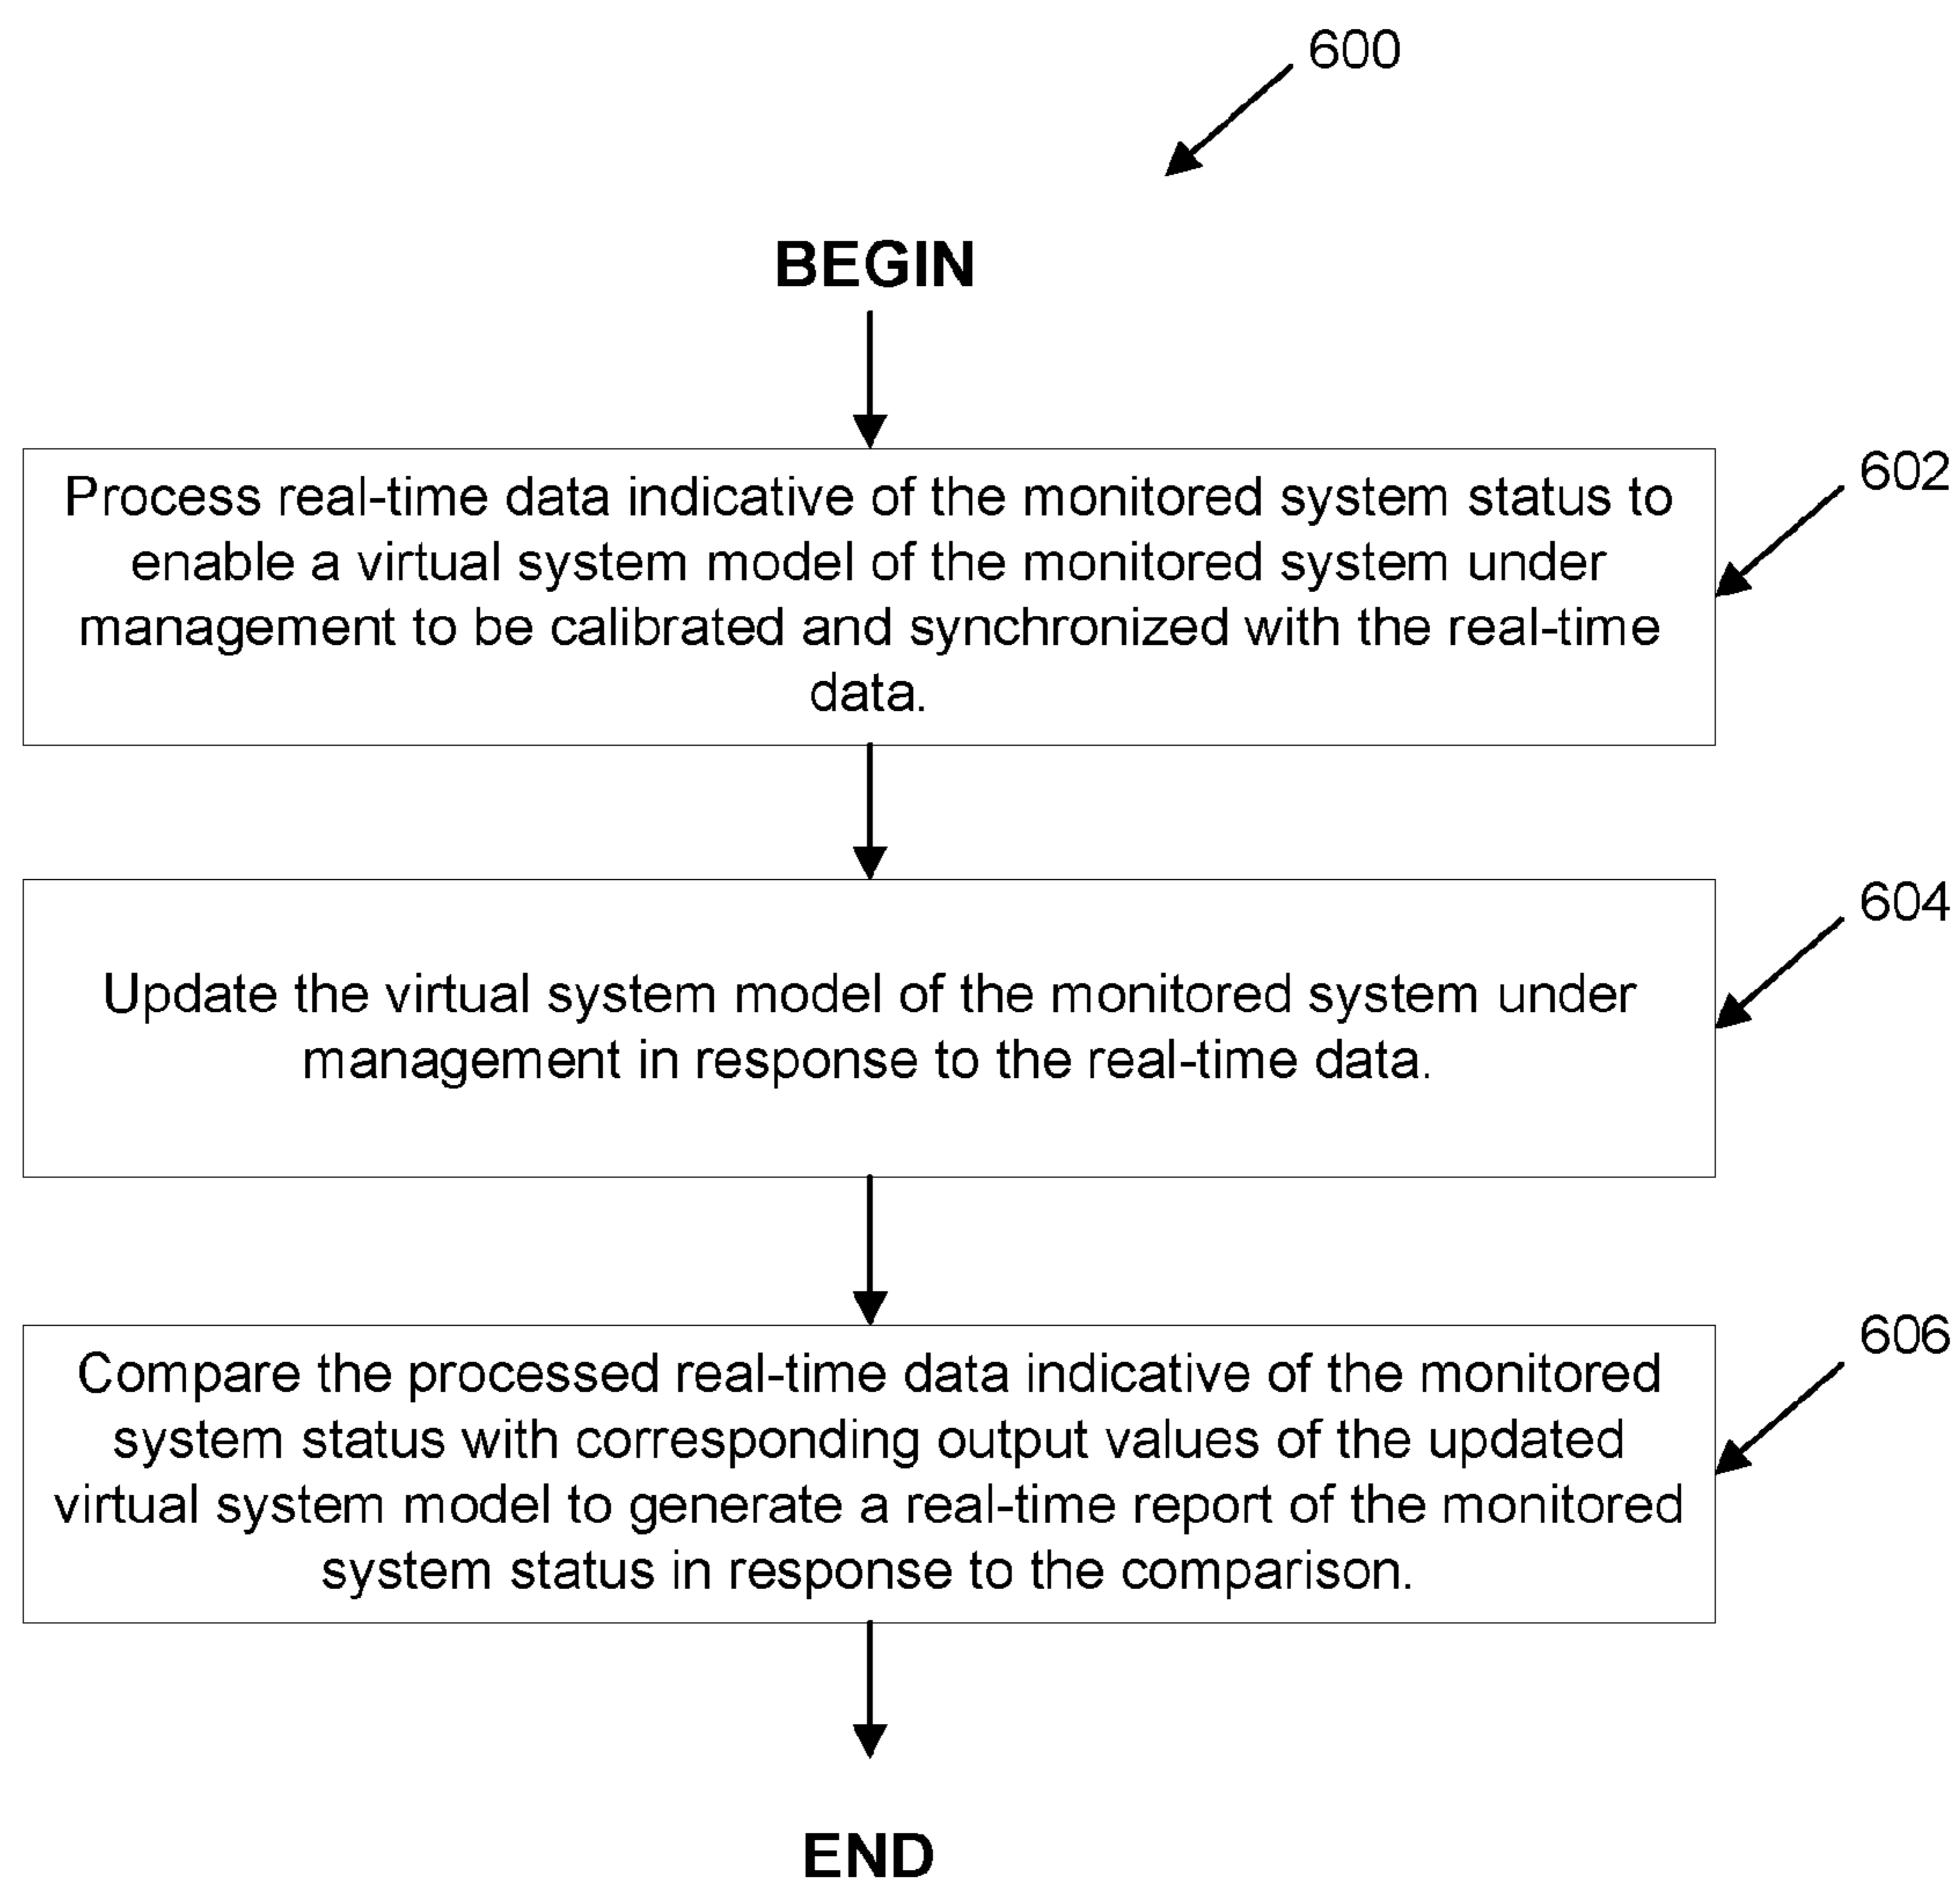 600
BEGIN
602
Process real-time data indicative of the monitored system status to
enable a virtual system model of the monitored system under
management to be calibrated and synchronized with the real-time
data.
604
Update the virtual system model of the monitored system under
management in response to the real-time data.
606
Compare the processed real-time data indicative of the monitored
system status with corresponding output values of the updated
virtual system model to generate a real-time report of the monitored
system status in response to the comparison.
END